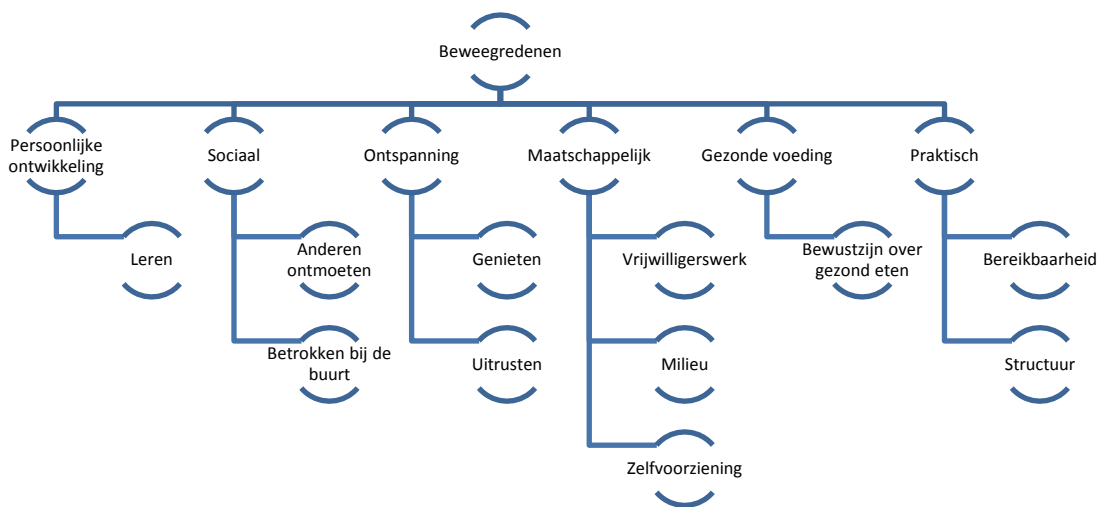 Beweegredenen
Persoonlijke
ontwikkeling
Sociaal
Ontspanning
Maatschappelijk
Gezonde voeding
Praktisch
Leren
Anderen
ontmoeten
Genieten
Vrijwilligerswerk
Bewustzijn over
gezond eten
Bereikbaarheid
Betrokken bij de
buurt
Uitrusten
Milieu
Structuur
Zelfvoorziening